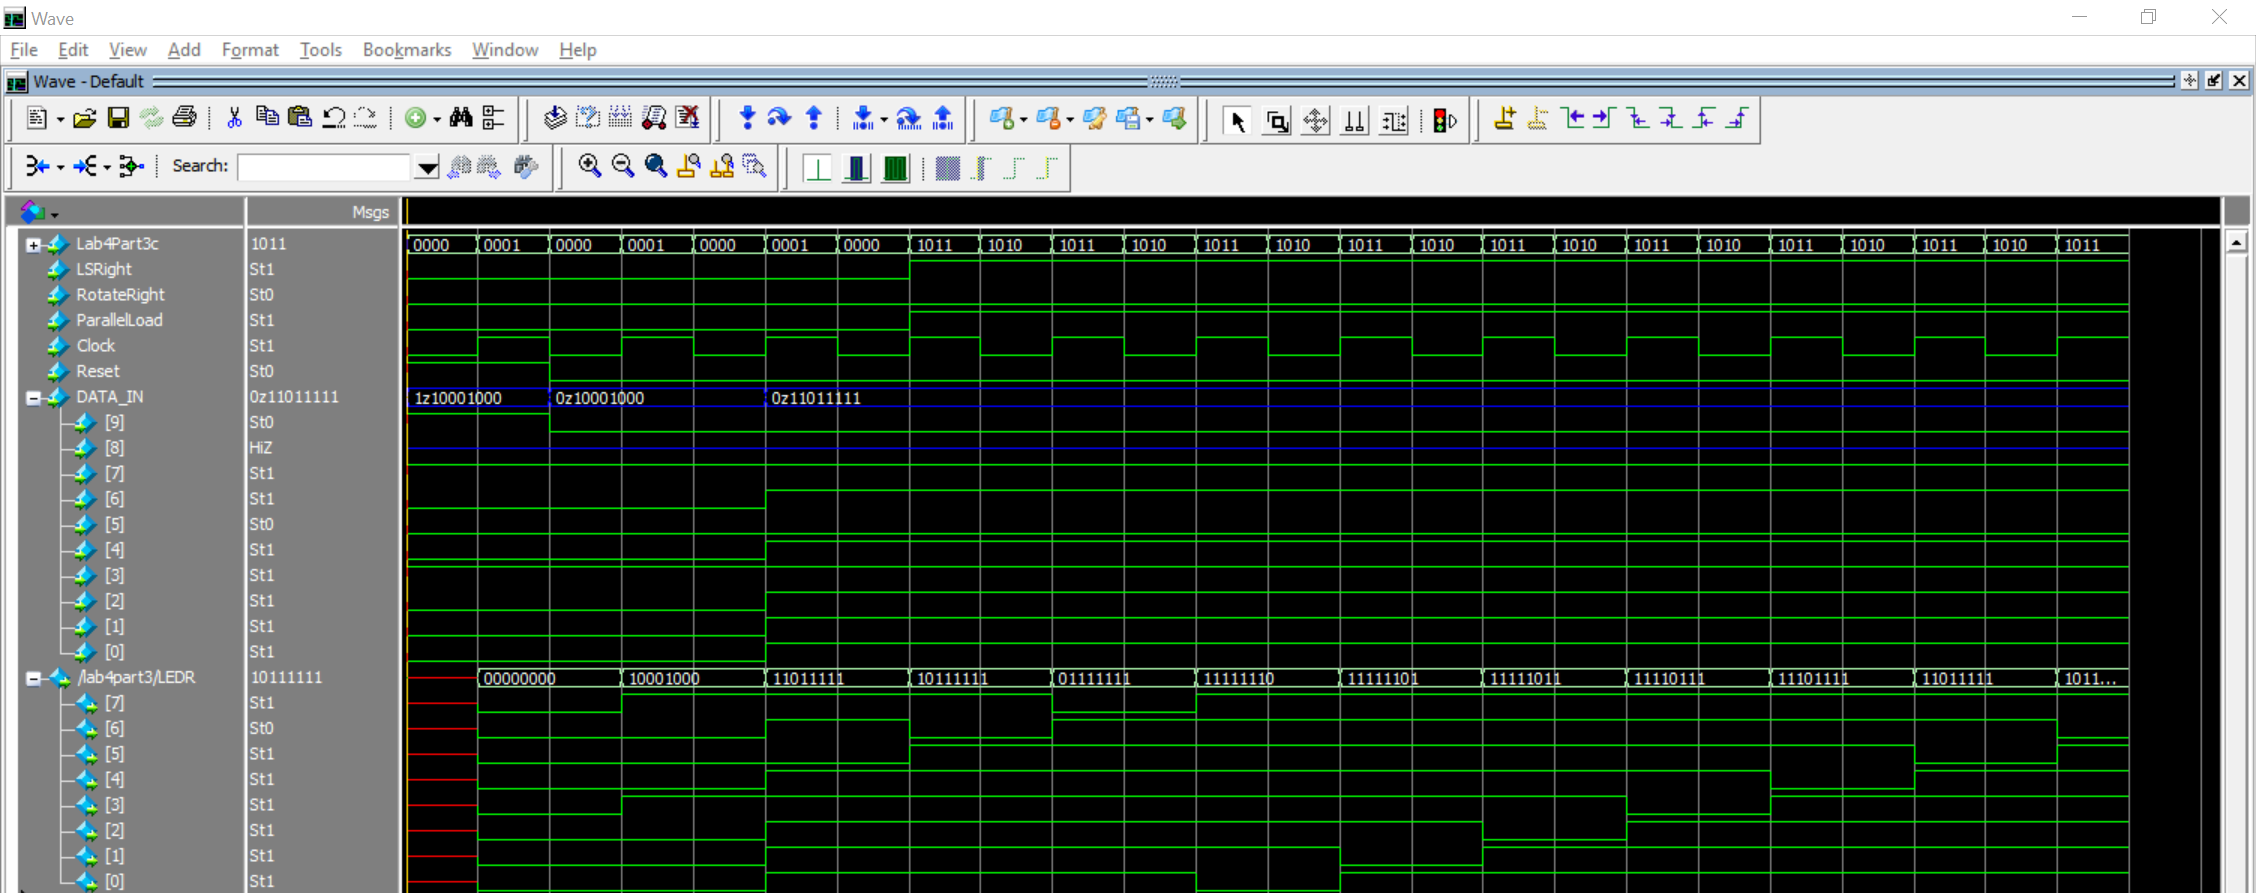 Wave
File Edit View Add Format Tools Bookmarks Window Help
Wave - Default
Search:
Msgs
Lab4Part3c 1011 0000 0001 0000 0001 0000 0001 0000 1011 1010 1011 1010 1011 1010 1011 1010 1011 1010 1011 1010 1011 1010 1011 1010 1011
LSRight St1
RotateRight St0
ParallelLoad St1
Clock St1
Reset St0
DATA_IN 0z11011111 1z10001000 0z10001000 0z11011111
[9] St0
[8] HiZ
[7] St1
[6] St1
[5] St0
[4] St1
[3] St1
[2] St1
[1] St1
[0] St1
/lab4part3/LEDR 10111111 00000000 10001000 11011111 10111111 01111111 11111110 11111101 11111011 11110111 11101111 11011111 1011...
[7] St1
[6] St0
[5] St1
[4] St1
[3] St1
[2] St1
[1] St1
[0] St1